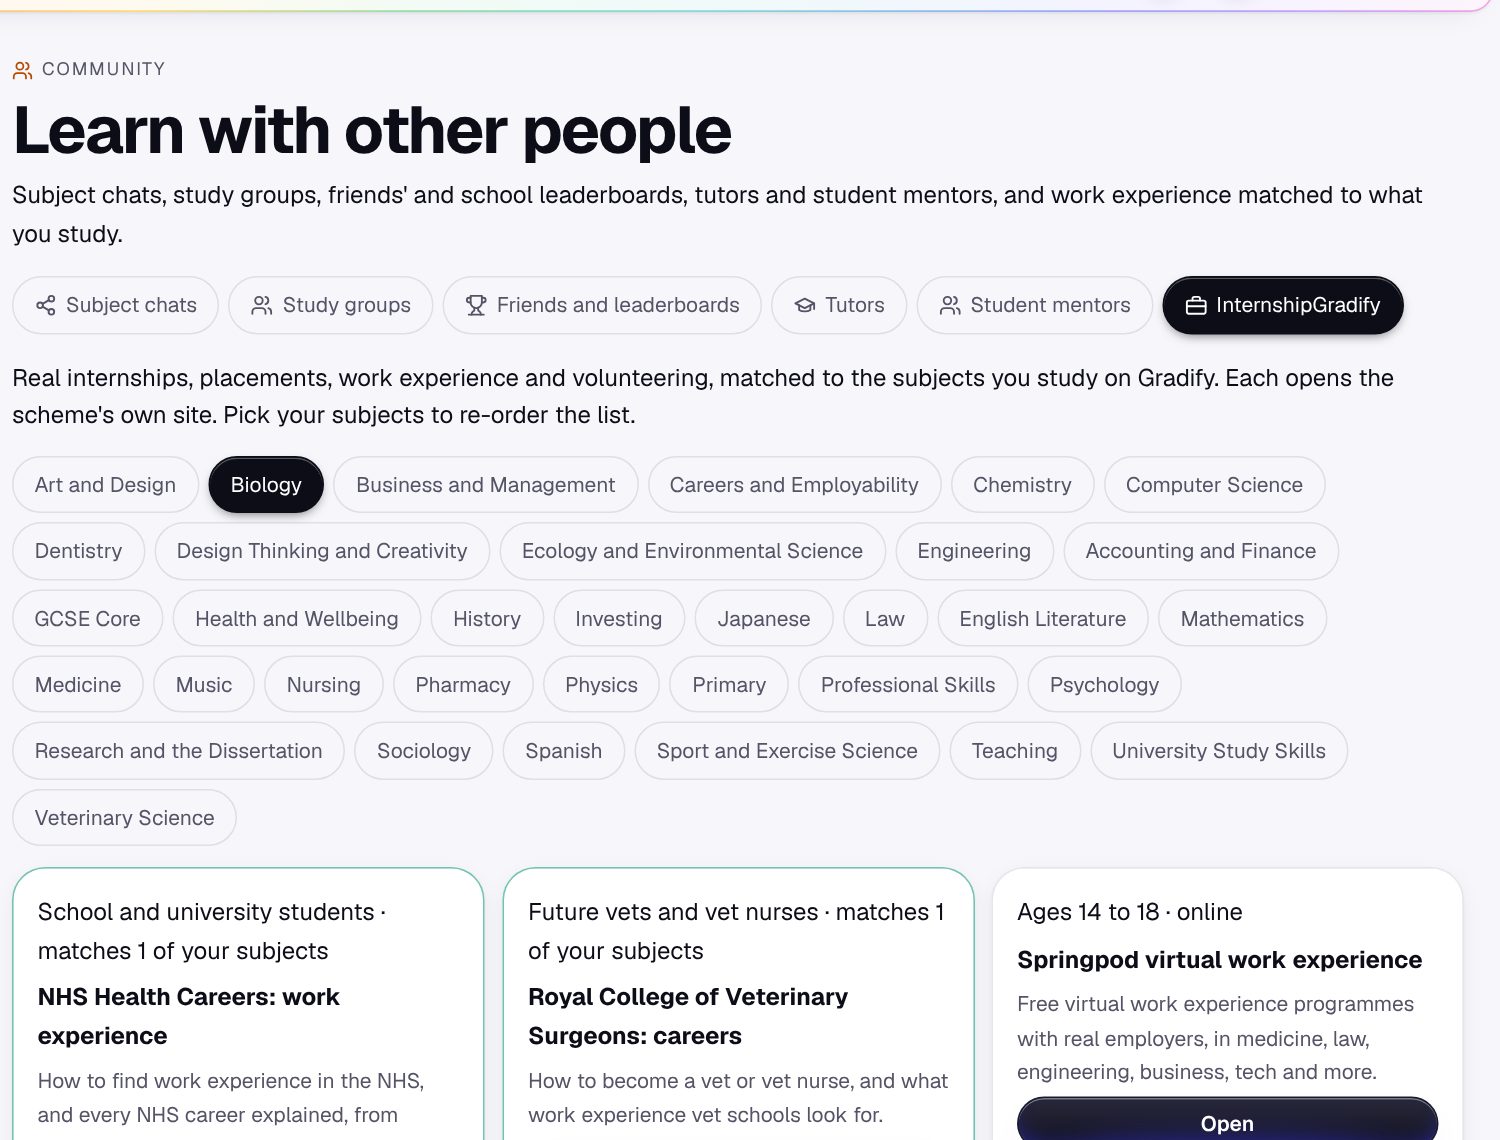 COMMUNITY
Learn with other people
Subject chats, study groups, friends' and school leaderboards, tutors and student mentors, and work experience matched to what
you study.
Subject chats
Study groups
Friends and leaderboards
Tutors
Student mentors
InternshipGradify
Real internships, placements, work experience and volunteering, matched to the subjects you study on Gradify. Each opens the
scheme's own site. Pick your subjects to re-order the list.
Art and Design
Biology
Business and Management
Careers and Employability
Chemistry
Computer Science
Dentistry
Design Thinking and Creativity
Ecology and Environmental Science
Engineering
Accounting and Finance
GCSE Core
Health and Wellbeing
History
Investing
Japanese
Law
English Literature
Mathematics
Medicine
Music
Nursing
Pharmacy
Physics
Primary
Professional Skills
Psychology
Research and the Dissertation
Sociology
Spanish
Sport and Exercise Science
Teaching
University Study Skills
Veterinary Science
School and university students ·
matches 1 of your subjects
NHS Health Careers: work
experience
How to find work experience in the NHS,
and every NHS career explained, from
Future vets and vet nurses · matches 1
of your subjects
Royal College of Veterinary
Surgeons: careers
How to become a vet or vet nurse, and what
work experience vet schools look for.
Ages 14 to 18 · online
Springpod virtual work experience
Free virtual work experience programmes
with real employers, in medicine, law,
engineering, business, tech and more.
Open